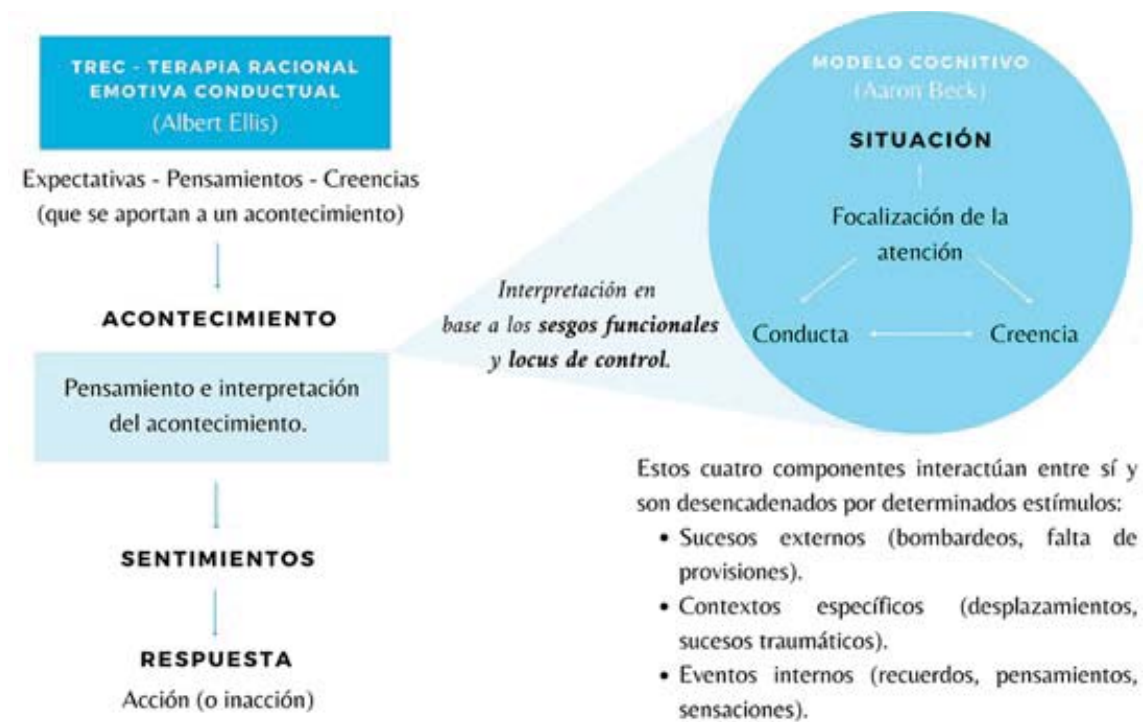 TREC - TERAPIA RACIONAL
EMOTIVA CONDUCTUAL
(Albert Ellis)
Expectativas - Pensamientos - Creencias
(que se aportan a un acontecimiento)
ACONTECIMIENTO
Pensamiento e interpretación
del acontecimiento.
SENTIMIENTOS
RESPUESTA
Acción (o inacción)
Interpretación en
base a los sesgos funcionales
y locus de control.
MODELO COGNITIVO
(Aaron Beck)
SITUACIÓN
Focalización de la
atención
Conducta
Creencia
Estos cuatro componentes interactúan entre sí y
son desencadenados por determinados estímulos:
• Sucesos externos (bombardeos, falta de
provisiones).
• Contextos específicos (desplazamientos,
sucesos traumáticos).
• Eventos internos (recuerdos, pensamientos,
sensaciones).